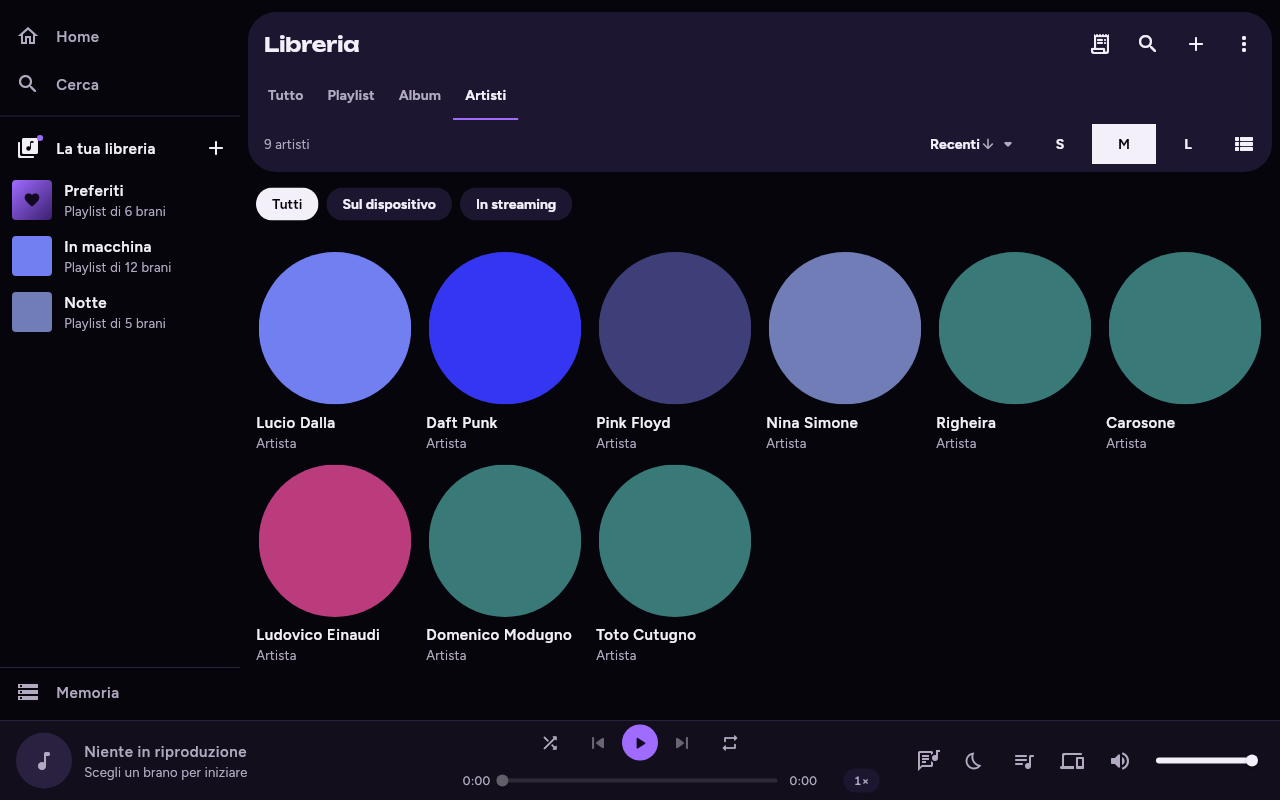 Home
Cerca
La tua libreria
Preferiti
Playlist di 6 brani
In macchina
Playlist di 12 brani
Notte
Playlist di 5 brani
Memoria
Libreria
Tutto Playlist Album Artisti
9 artisti
Recenti S M L
Tutti Sul dispositivo In streaming
Lucio Dalla
Artista
Daft Punk
Artista
Pink Floyd
Artista
Nina Simone
Artista
Righeira
Artista
Carosone
Artista
Ludovico Einaudi
Artista
Domenico Modugno
Artista
Toto Cutugno
Artista
Niente in riproduzione
Scegli un brano per iniziare
0:00 0:00 1×